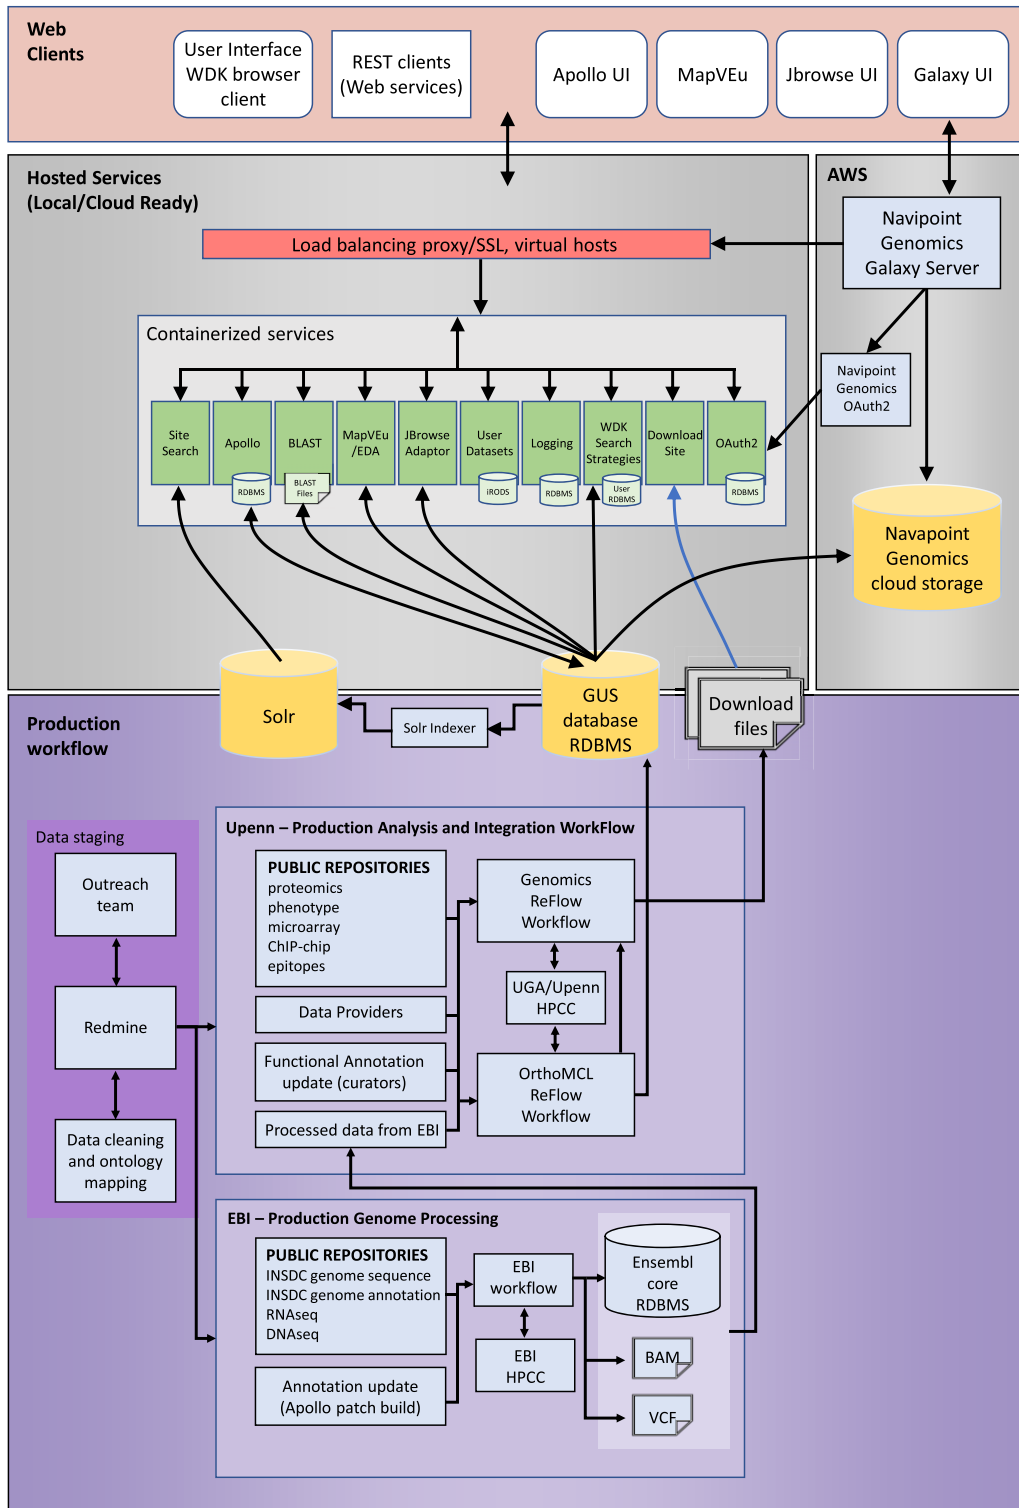 Web
Clients
User Interface
WDK browser
client
REST clients
(Web services)
Apollo UI
MapVEu
Jbrowse UI
Galaxy UI
Hosted Services
(Local/Cloud Ready)
AWS
Navipoint
Genomics
Galaxy Server
Load balancing proxy/SSL, virtual hosts
Containerized services
Navipoint
Genomics
OAuth2
Site
Search
Apollo
RDBMS
BLAST
BLAST
Files
MapVEu
/EDA
JBrowse
Adaptor
User
Datasets
iRODS
Logging
RDBMS
WDK
Search
Strategies
User
RDBMS
Download
Site
OAuth2
RDBMS
Navapoint
Genomics
cloud storage
Production
workflow
Solr
Solr Indexer
GUS
database
RDBMS
Download
files
Data staging
Outreach
team
Redmine
Data cleaning
and ontology
mapping
Upenn – Production Analysis and Integration WorkFlow
PUBLIC REPOSITORIES
proteomics
phenotype
microarray
ChIP-chip
epitopes
Data Providers
Functional Annotation
update (curators)
Processed data from EBI
Genomics
ReFlow
Workflow
UGA/Upenn
HPCC
OrthoMCL
ReFlow
Workflow
EBI – Production Genome Processing
PUBLIC REPOSITORIES
INSDC genome sequence
INSDC genome annotation
RNAseq
DNAseq
Annotation update
(Apollo patch build)
EBI
workflow
EBI
HPCC
Ensembl
core
RDBMS
BAM
VCF